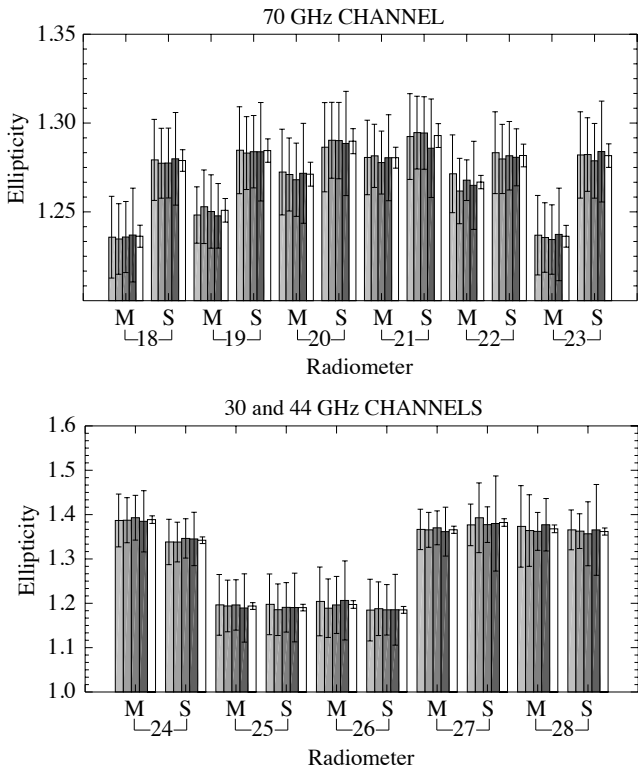 70 GHz CHANNEL
1.35
1.30
1.25
Ellipticity
M S M S M S M S M S M S
18 19 20 21 22 23
Radiometer
30 and 44 GHz CHANNELS
1.6
1.5
1.4
1.3
1.2
1.1
1.0
Ellipticity
M S M S M S M S M S
24 25 26 27 28
Radiometer